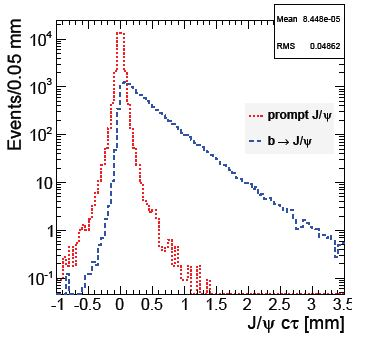 Mean 8.448e-05
RMS 0.04862
Events/0.05 mm
10⁴
10³
10²
10
1
10⁻¹
prompt J/ψ
b → J/ψ
-1 -0.5 0 0.5 1 1.5 2 2.5 3 3.5
J/ψ cτ [mm]